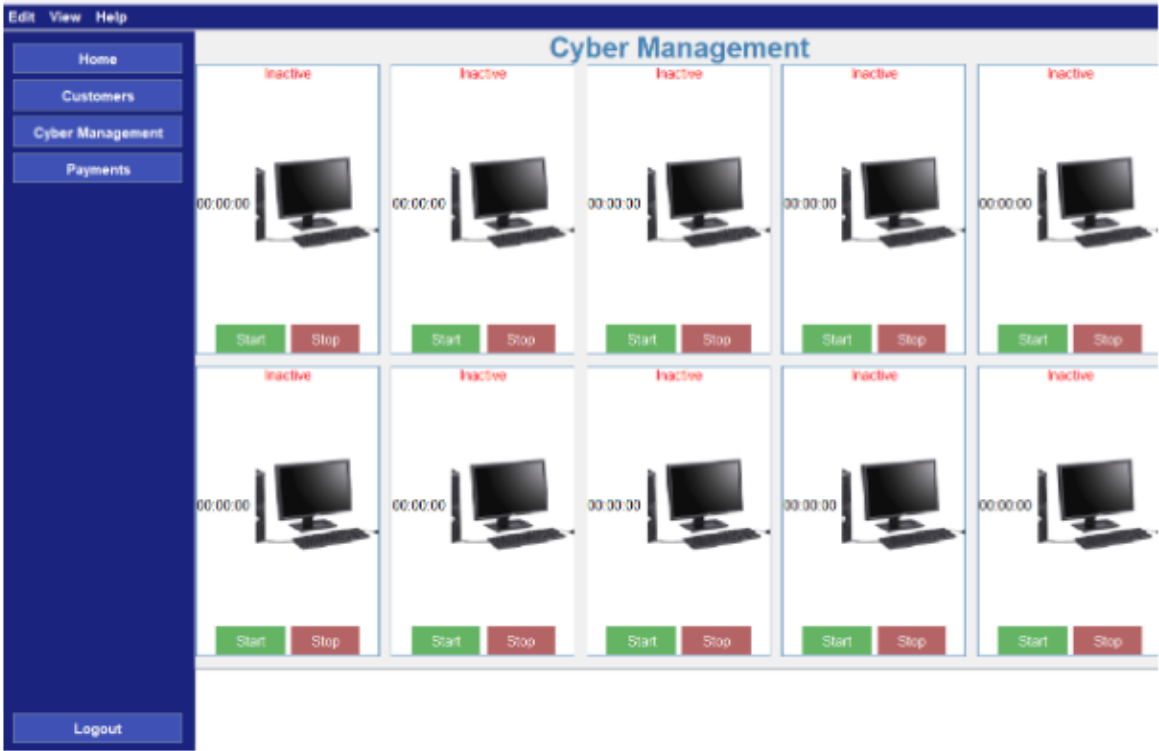 Edit View Help
Cyber Management
Home
Customers
Cyber Management
Payments
Logout
Inactive Inactive Inactive Inactive Inactive
00:00:00 00:00:00 00:00:00 00:00:00 00:00:00
Start Stop Start Stop Start Stop Start Stop Start Stop
Inactive Inactive Inactive Inactive Inactive
00:00:00 00:00:00 00:00:00 00:00:00 00:00:00
Start Stop Start Stop Start Stop Start Stop Start Stop